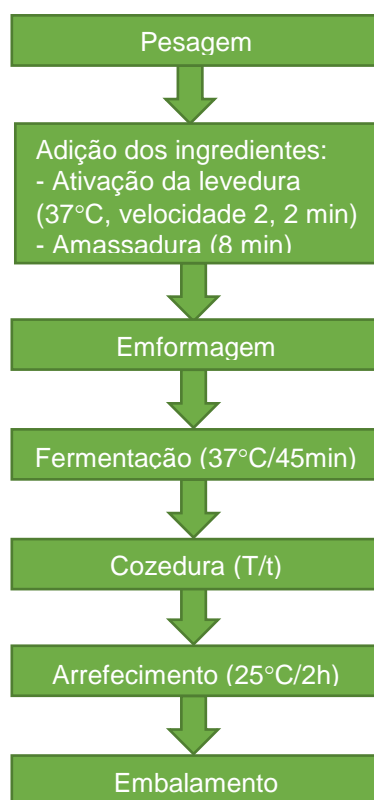 Pesagem
Adição dos ingredientes:
- Ativação da levedura
(37°C, velocidade 2, 2 min)
- Amassadura (8 min)
Emformagem
Fermentação (37°C/45min)
Cozedura (T/t)
Arrefecimento (25°C/2h)
Embalamento